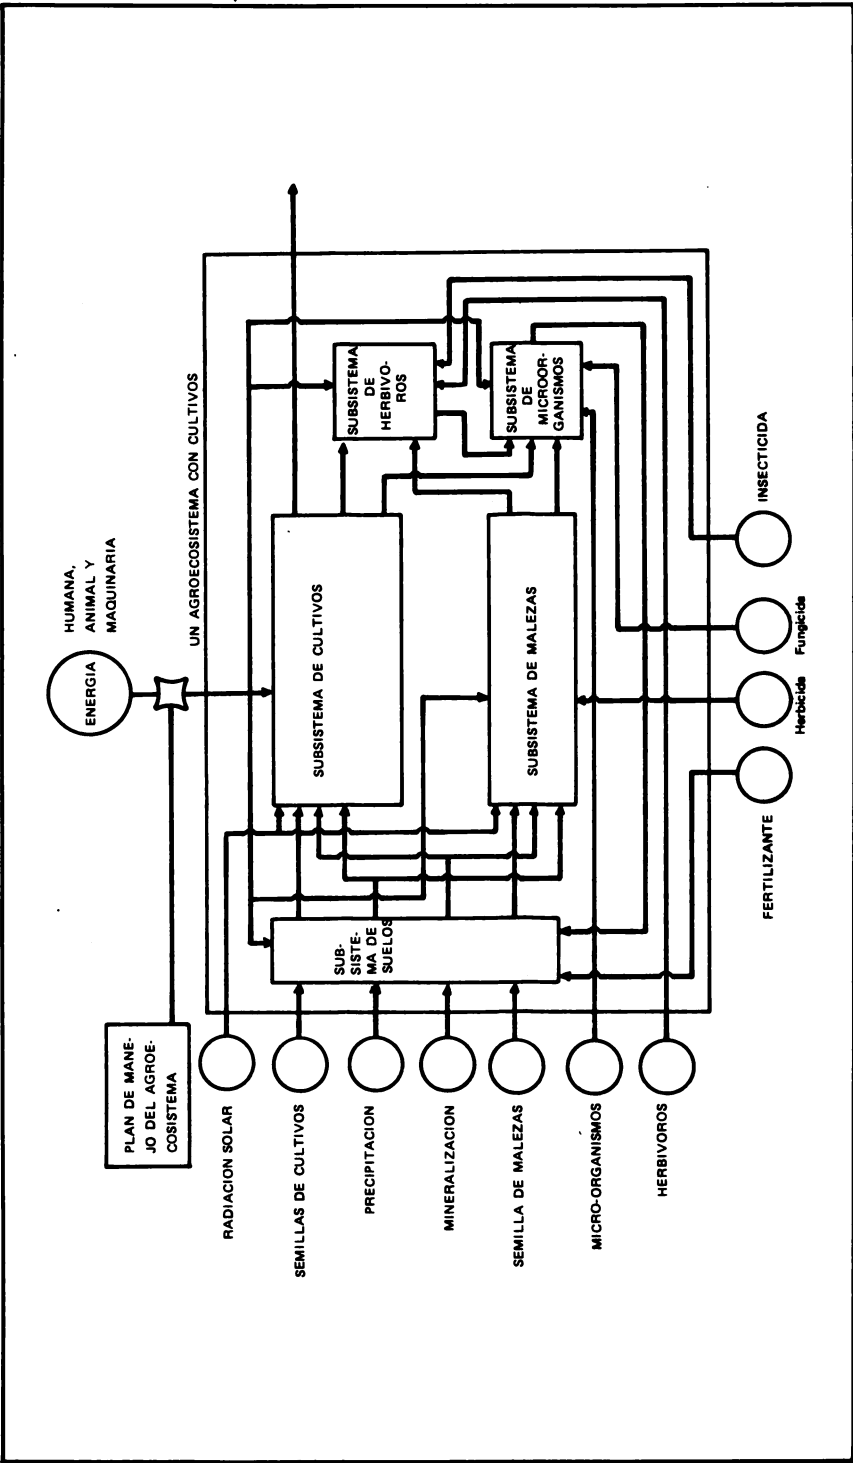 PLAN DE MANE-
JO DEL AGROE-
COSISTEMA
ENERGIA
HUMANA,
ANIMAL Y
MAQUINARIA
UN AGROECOSISTEMA CON CULTIVOS
RADIACION SOLAR
SEMILLAS DE CULTIVOS
PRECIPITACION
MINERALIZACION
SEMILLA DE MALEZAS
MICRO-ORGANISMOS
HERBIVOROS
SUB-
SISTE-
MA DE
SUELOS
SUBSISTEMA DE CULTIVOS
SUBSISTEMA DE MALEZAS
SUBSISTEMA
DE
HERBIVO-
ROS
SUBSISTEMA
DE
MICROOR-
GANISMOS
FERTILIZANTE
Herbicida
Fungicida
INSECTICIDA